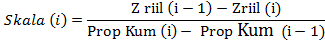 Skala (i) = Z riil (i − 1) − Zriil (i) / Prop Kum (i) − Prop Kum (i − 1)